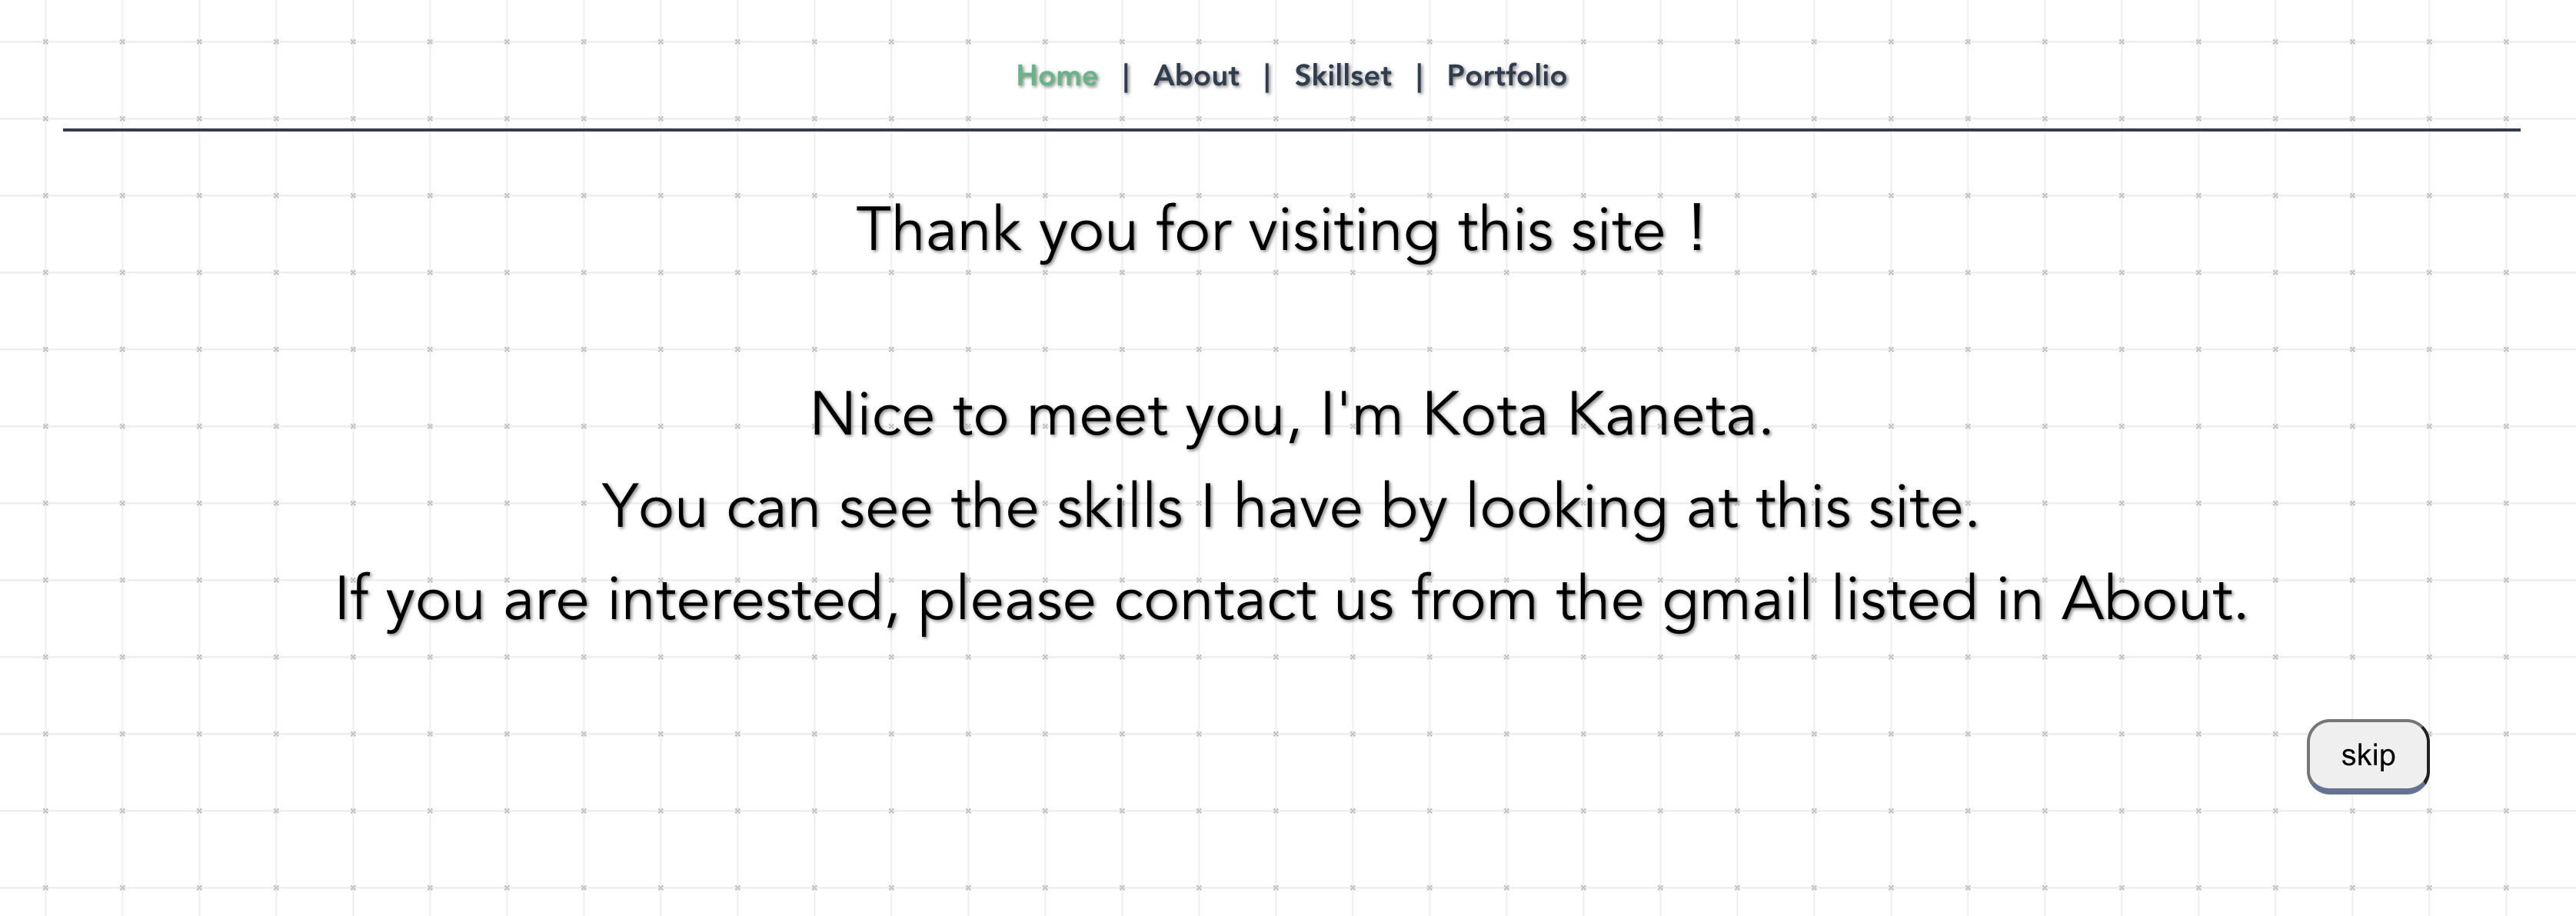 Home | About | Skillset | Portfolio
Thank you for visiting this site！
Nice to meet you, I'm Kota Kaneta.
You can see the skills I have by looking at this site.
If you are interested, please contact us from the gmail listed in About.
skip